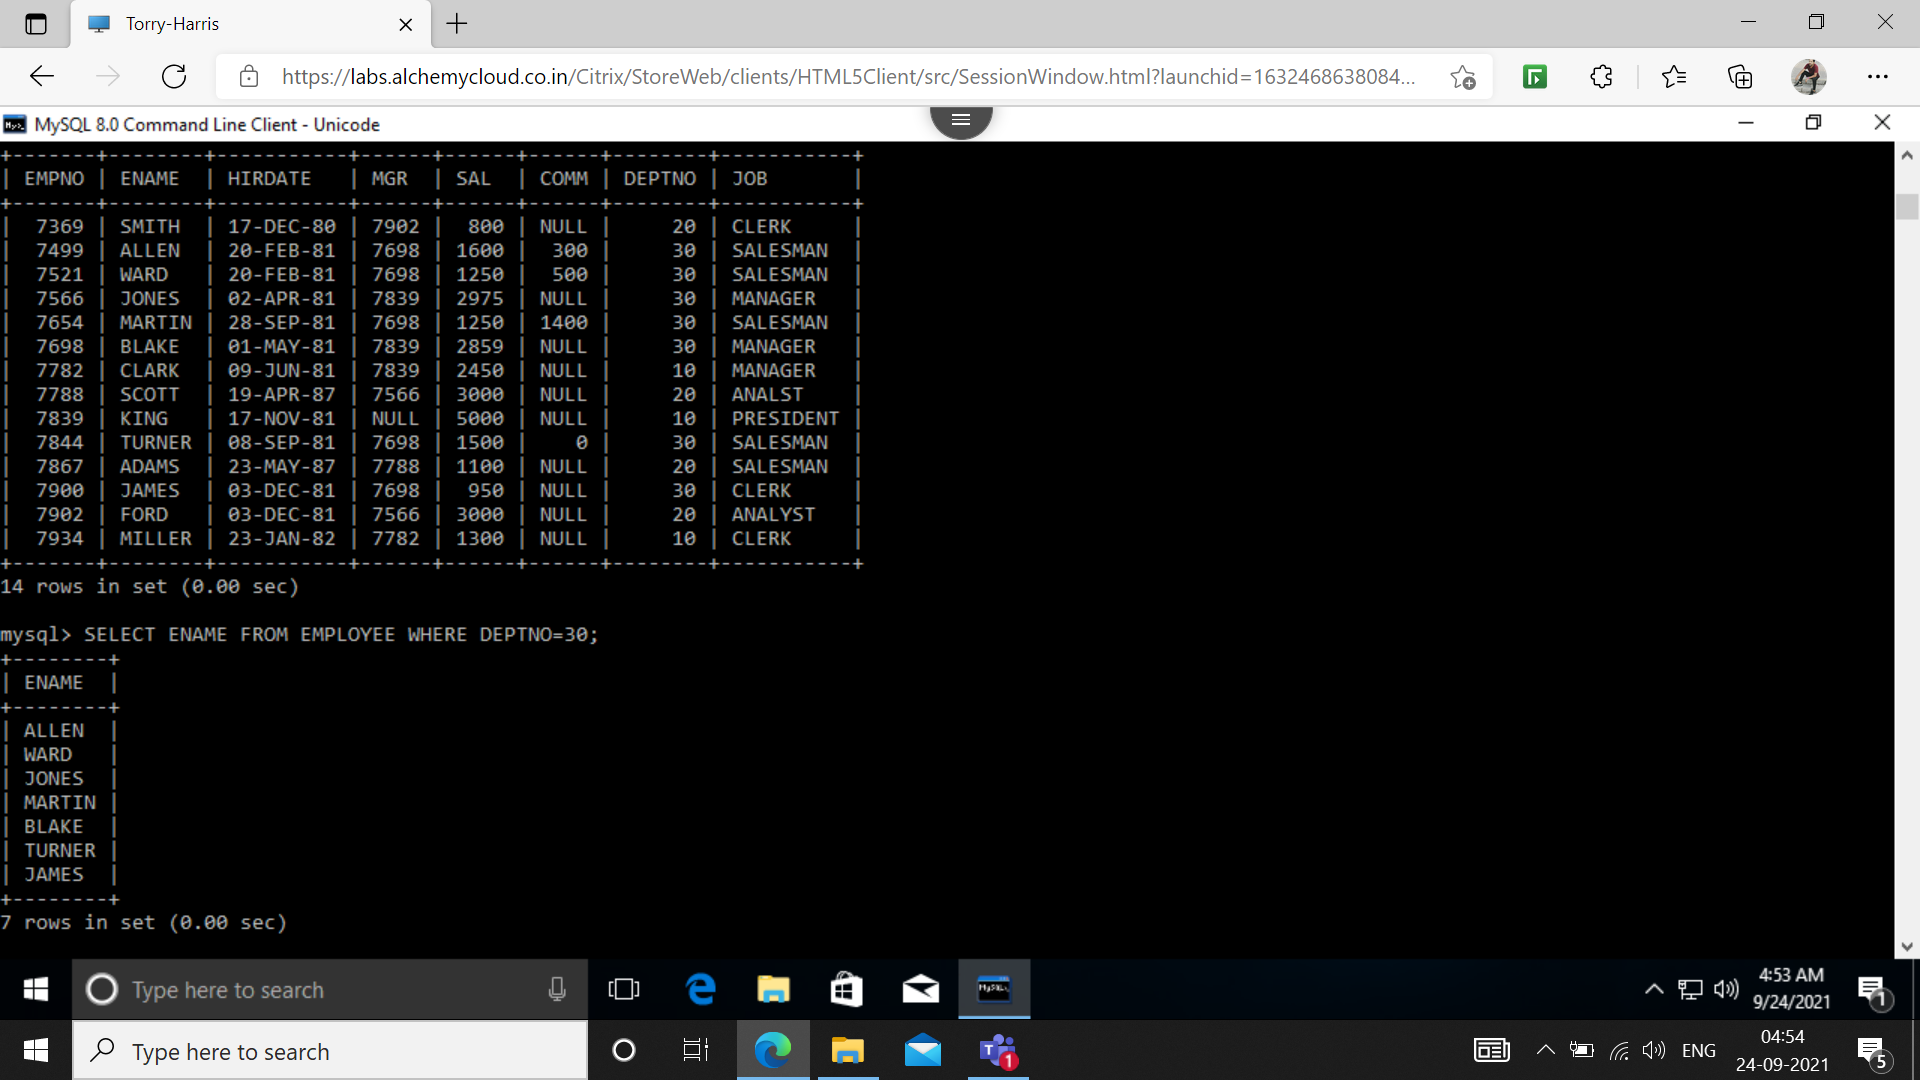 Torry-Harris
https://labs.alchemycloud.co.in/Citrix/StoreWeb/clients/HTML5Client/src/SessionWindow.html?launchid=1632468638084...
MySQL 8.0 Command Line Client - Unicode
+-------+--------+-----------+------+------+------+--------+-----------+
| EMPNO | ENAME  | HIRDATE   | MGR  | SAL  | COMM | DEPTNO | JOB       |
+-------+--------+-----------+------+------+------+--------+-----------+
|  7369 | SMITH  | 17-DEC-80 | 7902 |  800 | NULL |     20 | CLERK     |
|  7499 | ALLEN  | 20-FEB-81 | 7698 | 1600 |  300 |     30 | SALESMAN  |
|  7521 | WARD   | 20-FEB-81 | 7698 | 1250 |  500 |     30 | SALESMAN  |
|  7566 | JONES  | 02-APR-81 | 7839 | 2975 | NULL |     30 | MANAGER   |
|  7654 | MARTIN | 28-SEP-81 | 7698 | 1250 | 1400 |     30 | SALESMAN  |
|  7698 | BLAKE  | 01-MAY-81 | 7839 | 2859 | NULL |     30 | MANAGER   |
|  7782 | CLARK  | 09-JUN-81 | 7839 | 2450 | NULL |     10 | MANAGER   |
|  7788 | SCOTT  | 19-APR-87 | 7566 | 3000 | NULL |     20 | ANALST    |
|  7839 | KING   | 17-NOV-81 | NULL | 5000 | NULL |     10 | PRESIDENT |
|  7844 | TURNER | 08-SEP-81 | 7698 | 1500 |    0 |     30 | SALESMAN  |
|  7867 | ADAMS  | 23-MAY-87 | 7788 | 1100 | NULL |     20 | SALESMAN  |
|  7900 | JAMES  | 03-DEC-81 | 7698 |  950 | NULL |     30 | CLERK     |
|  7902 | FORD   | 03-DEC-81 | 7566 | 3000 | NULL |     20 | ANALYST   |
|  7934 | MILLER | 23-JAN-82 | 7782 | 1300 | NULL |     10 | CLERK     |
+-------+--------+-----------+------+------+------+--------+-----------+
14 rows in set (0.00 sec)
mysql> SELECT ENAME FROM EMPLOYEE WHERE DEPTNO=30;
+--------+
| ENAME  |
+--------+
| ALLEN  |
| WARD   |
| JONES  |
| MARTIN |
| BLAKE  |
| TURNER |
| JAMES  |
+--------+
7 rows in set (0.00 sec)
Type here to search
4:53 AM
9/24/2021
1
Type here to search
1
ENG
04:54
24-09-2021
5